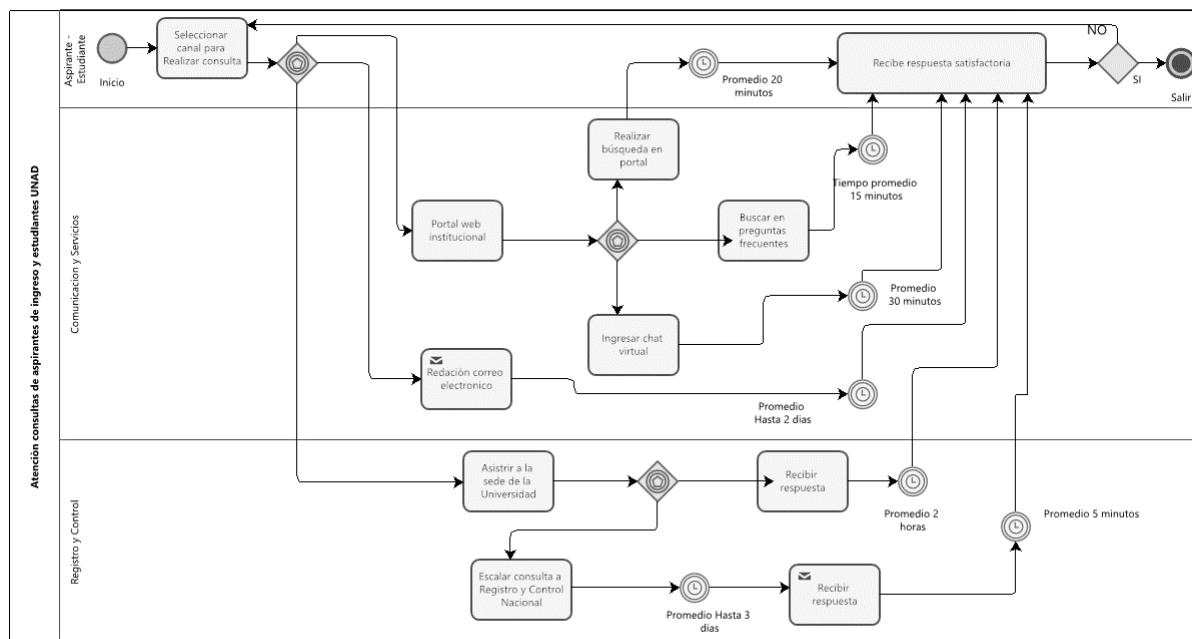 Atención consultas de aspirantes de ingreso y estudiantes UNAD
Aspirante -
Estudiante
Inicio
Seleccionar
canal para
Realizar consulta
Promedio 20
minutos
Recibe respuesta satisfactoria
NO
SI
Salir
Comunicacion y Servicios
Realizar
búsqueda en
portal
Portal web
institucional
Buscar en
preguntas
frecuentes
Tiempo promedio
15 minutos
Ingresar chat
virtual
Promedio
30 minutos
Redación correo
electronico
Promedio
Hasta 2 dias
Registro y Control
Asistrir a la
sede de la
Universidad
Recibir
respuesta
Promedio 2
horas
Promedio 5 minutos
Escalar consulta a
Registro y Control
Nacional
Promedio Hasta 3
dias
Recibir
respuesta